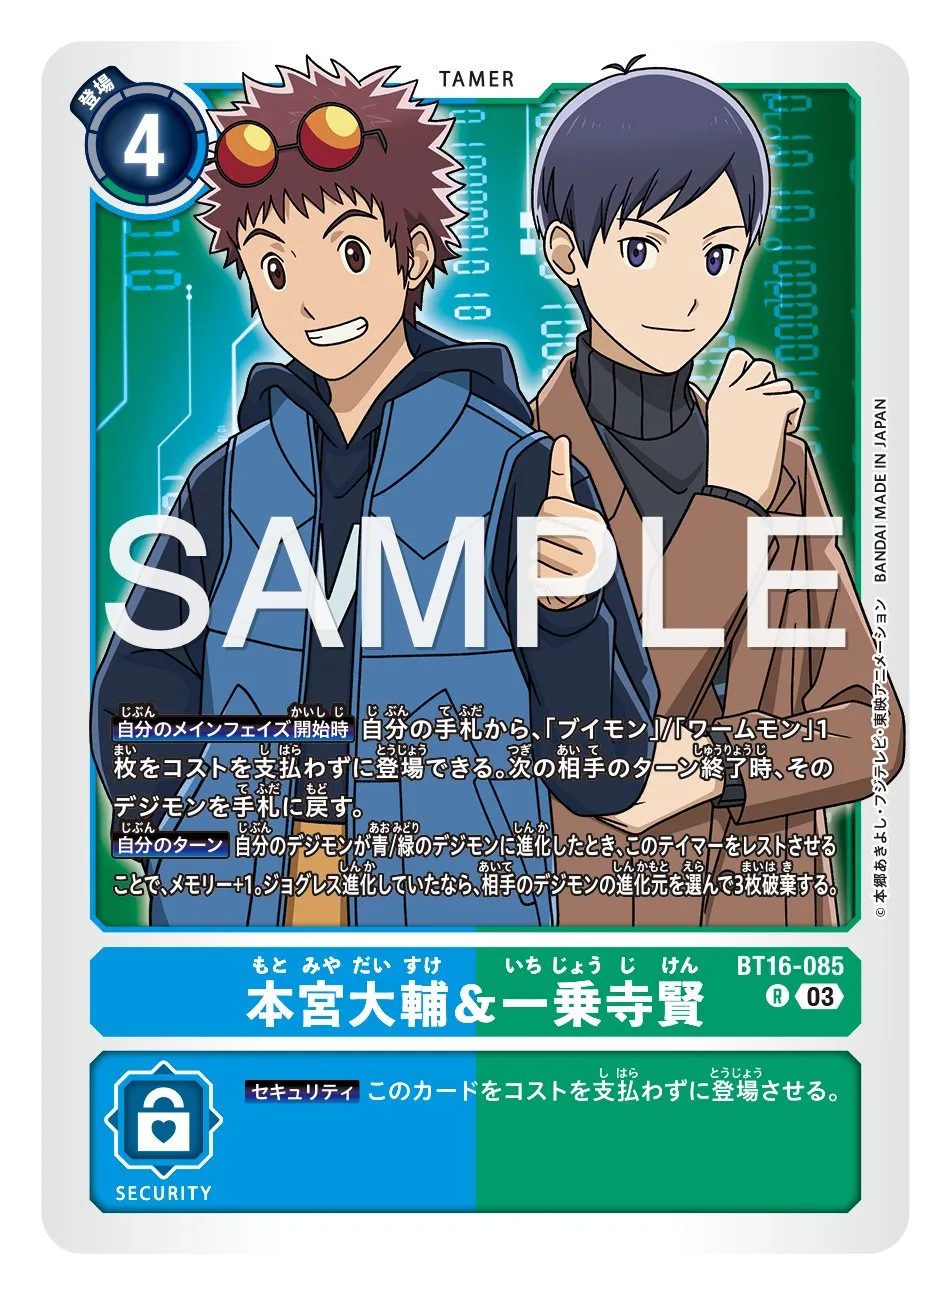 TAMER
登場
4
SAMPLE
自分のメインフェイズ開始時 自分の手札から、「ブイモン」/「ワームモン」1
枚をコストを支払わずに登場できる。次の相手のターン終了時、その
デジモンを手札に戻す。
自分のターン 自分のデジモンが青/緑のデジモンに進化したとき、このテイマーをレストさせる
ことで、メモリー+1。ジョグレス進化していたなら、相手のデジモンの進化元を選んで3枚破棄する。
©本郷あきよし・フジテレビ・東映アニメーション BANDAI MADE IN JAPAN
もと みや だい すけ いち じょう じ けん
本宮大輔&一乗寺賢
BT16-085
R 03
セキュリティ このカードをコストを支払わずに登場させる。
SECURITY